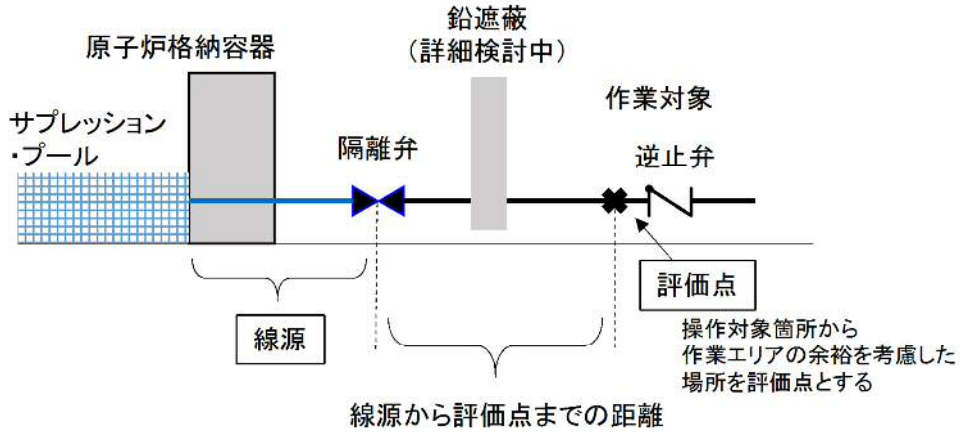 鉛遮蔽
(詳細検討中)
原子炉格納容器
作業対象
サプレッション
・プール
隔離弁
逆止弁
評価点
線源
操作対象箇所から
作業エリアの余裕を考慮した
場所を評価点とする
線源から評価点までの距離